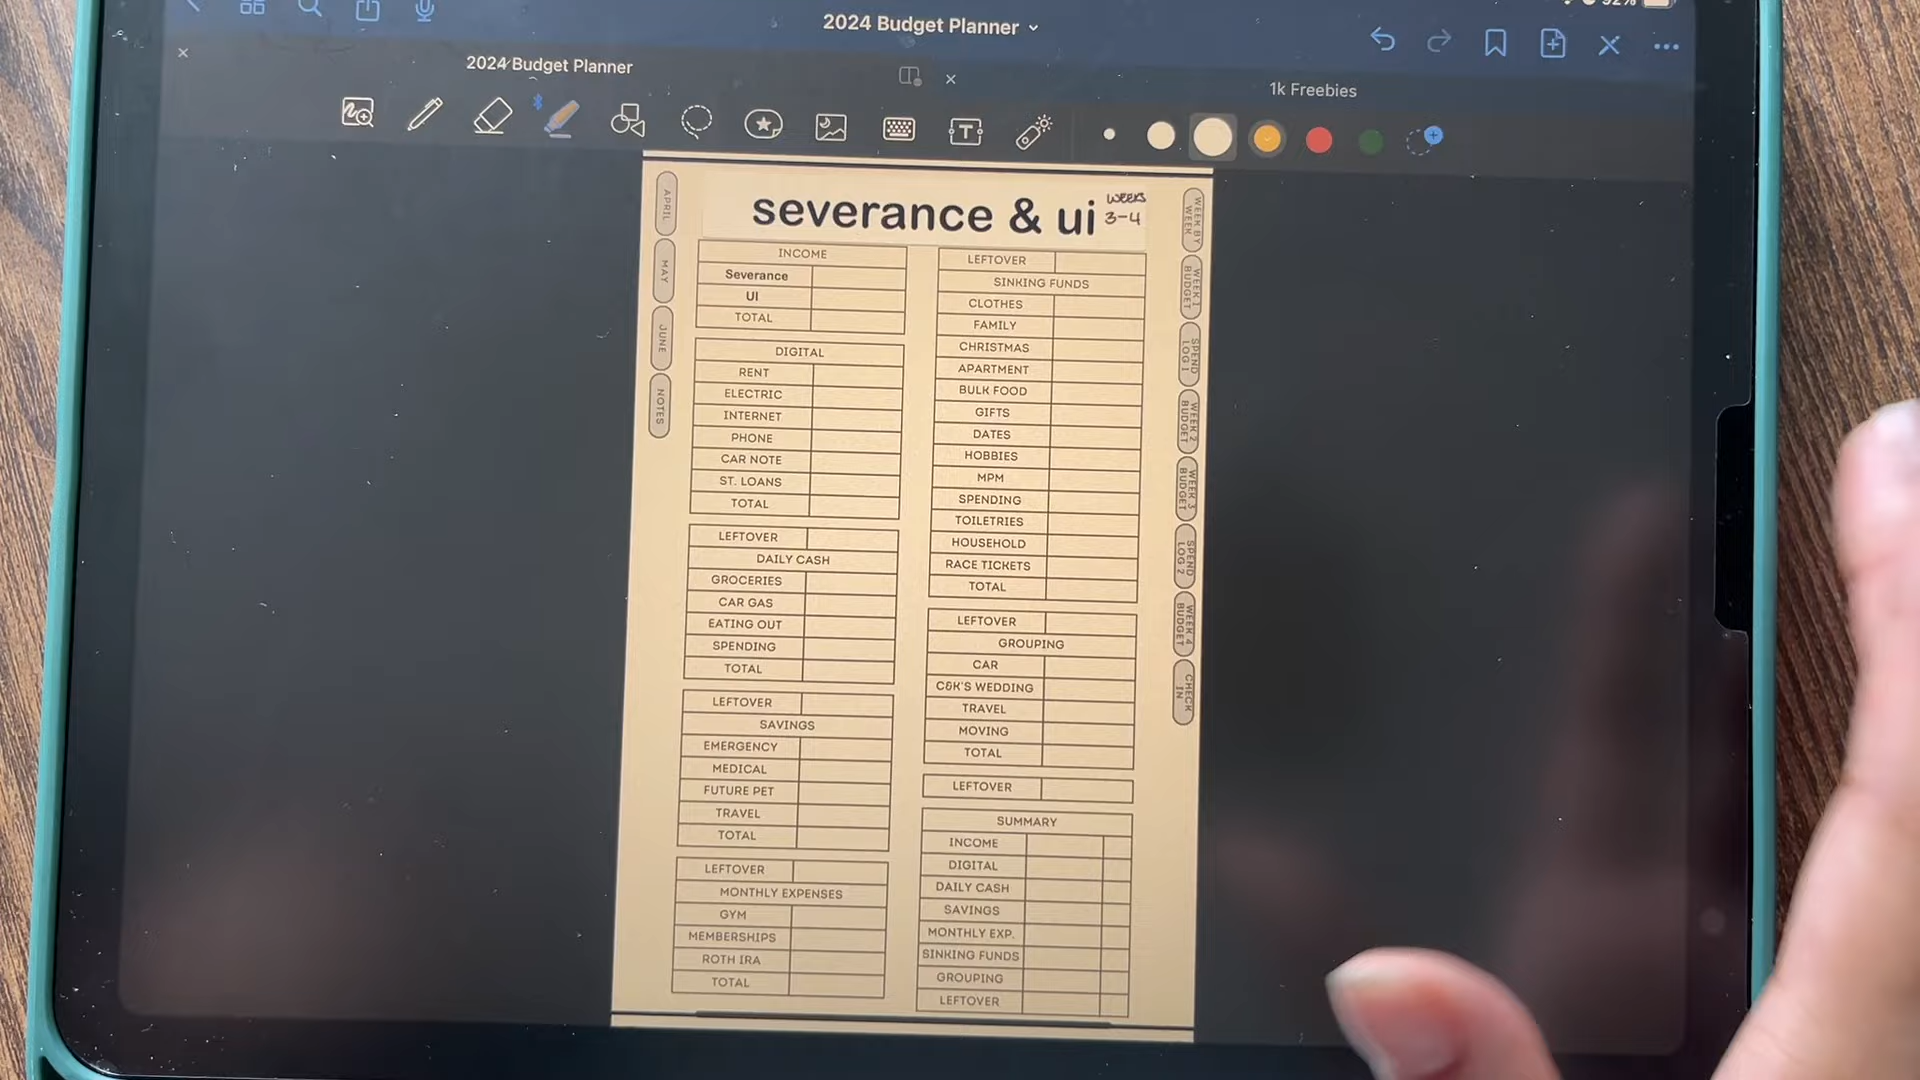 92%
2024 Budget Planner
2024 Budget Planner
1k Freebies
severance & ui
weeks
3-4
APRIL
MAY
JUNE
NOTES
INCOME
Severance
UI
TOTAL
DIGITAL
RENT
ELECTRIC
INTERNET
PHONE
CAR NOTE
ST. LOANS
TOTAL
LEFTOVER
DAILY CASH
GROCERIES
CAR GAS
EATING OUT
SPENDING
TOTAL
LEFTOVER
SAVINGS
EMERGENCY
MEDICAL
FUTURE PET
TRAVEL
TOTAL
LEFTOVER
MONTHLY EXPENSES
GYM
MEMBERSHIPS
ROTH IRA
TOTAL
LEFTOVER
SINKING FUNDS
CLOTHES
FAMILY
CHRISTMAS
APARTMENT
BULK FOOD
GIFTS
DATES
HOBBIES
MPM
SPENDING
TOILETRIES
HOUSEHOLD
RACE TICKETS
TOTAL
LEFTOVER
GROUPING
CAR
C&K'S WEDDING
TRAVEL
MOVING
TOTAL
LEFTOVER
SUMMARY
INCOME
DIGITAL
DAILY CASH
SAVINGS
MONTHLY EXP.
SINKING FUNDS
GROUPING
LEFTOVER
WEEK BY
WEEK
WEEK 1
BUDGET
SPEND
LOG 1
WEEK 2
BUDGET
WEEK 3
BUDGET
SPEND
LOG 2
WEEK 4
BUDGET
CHECK
IN